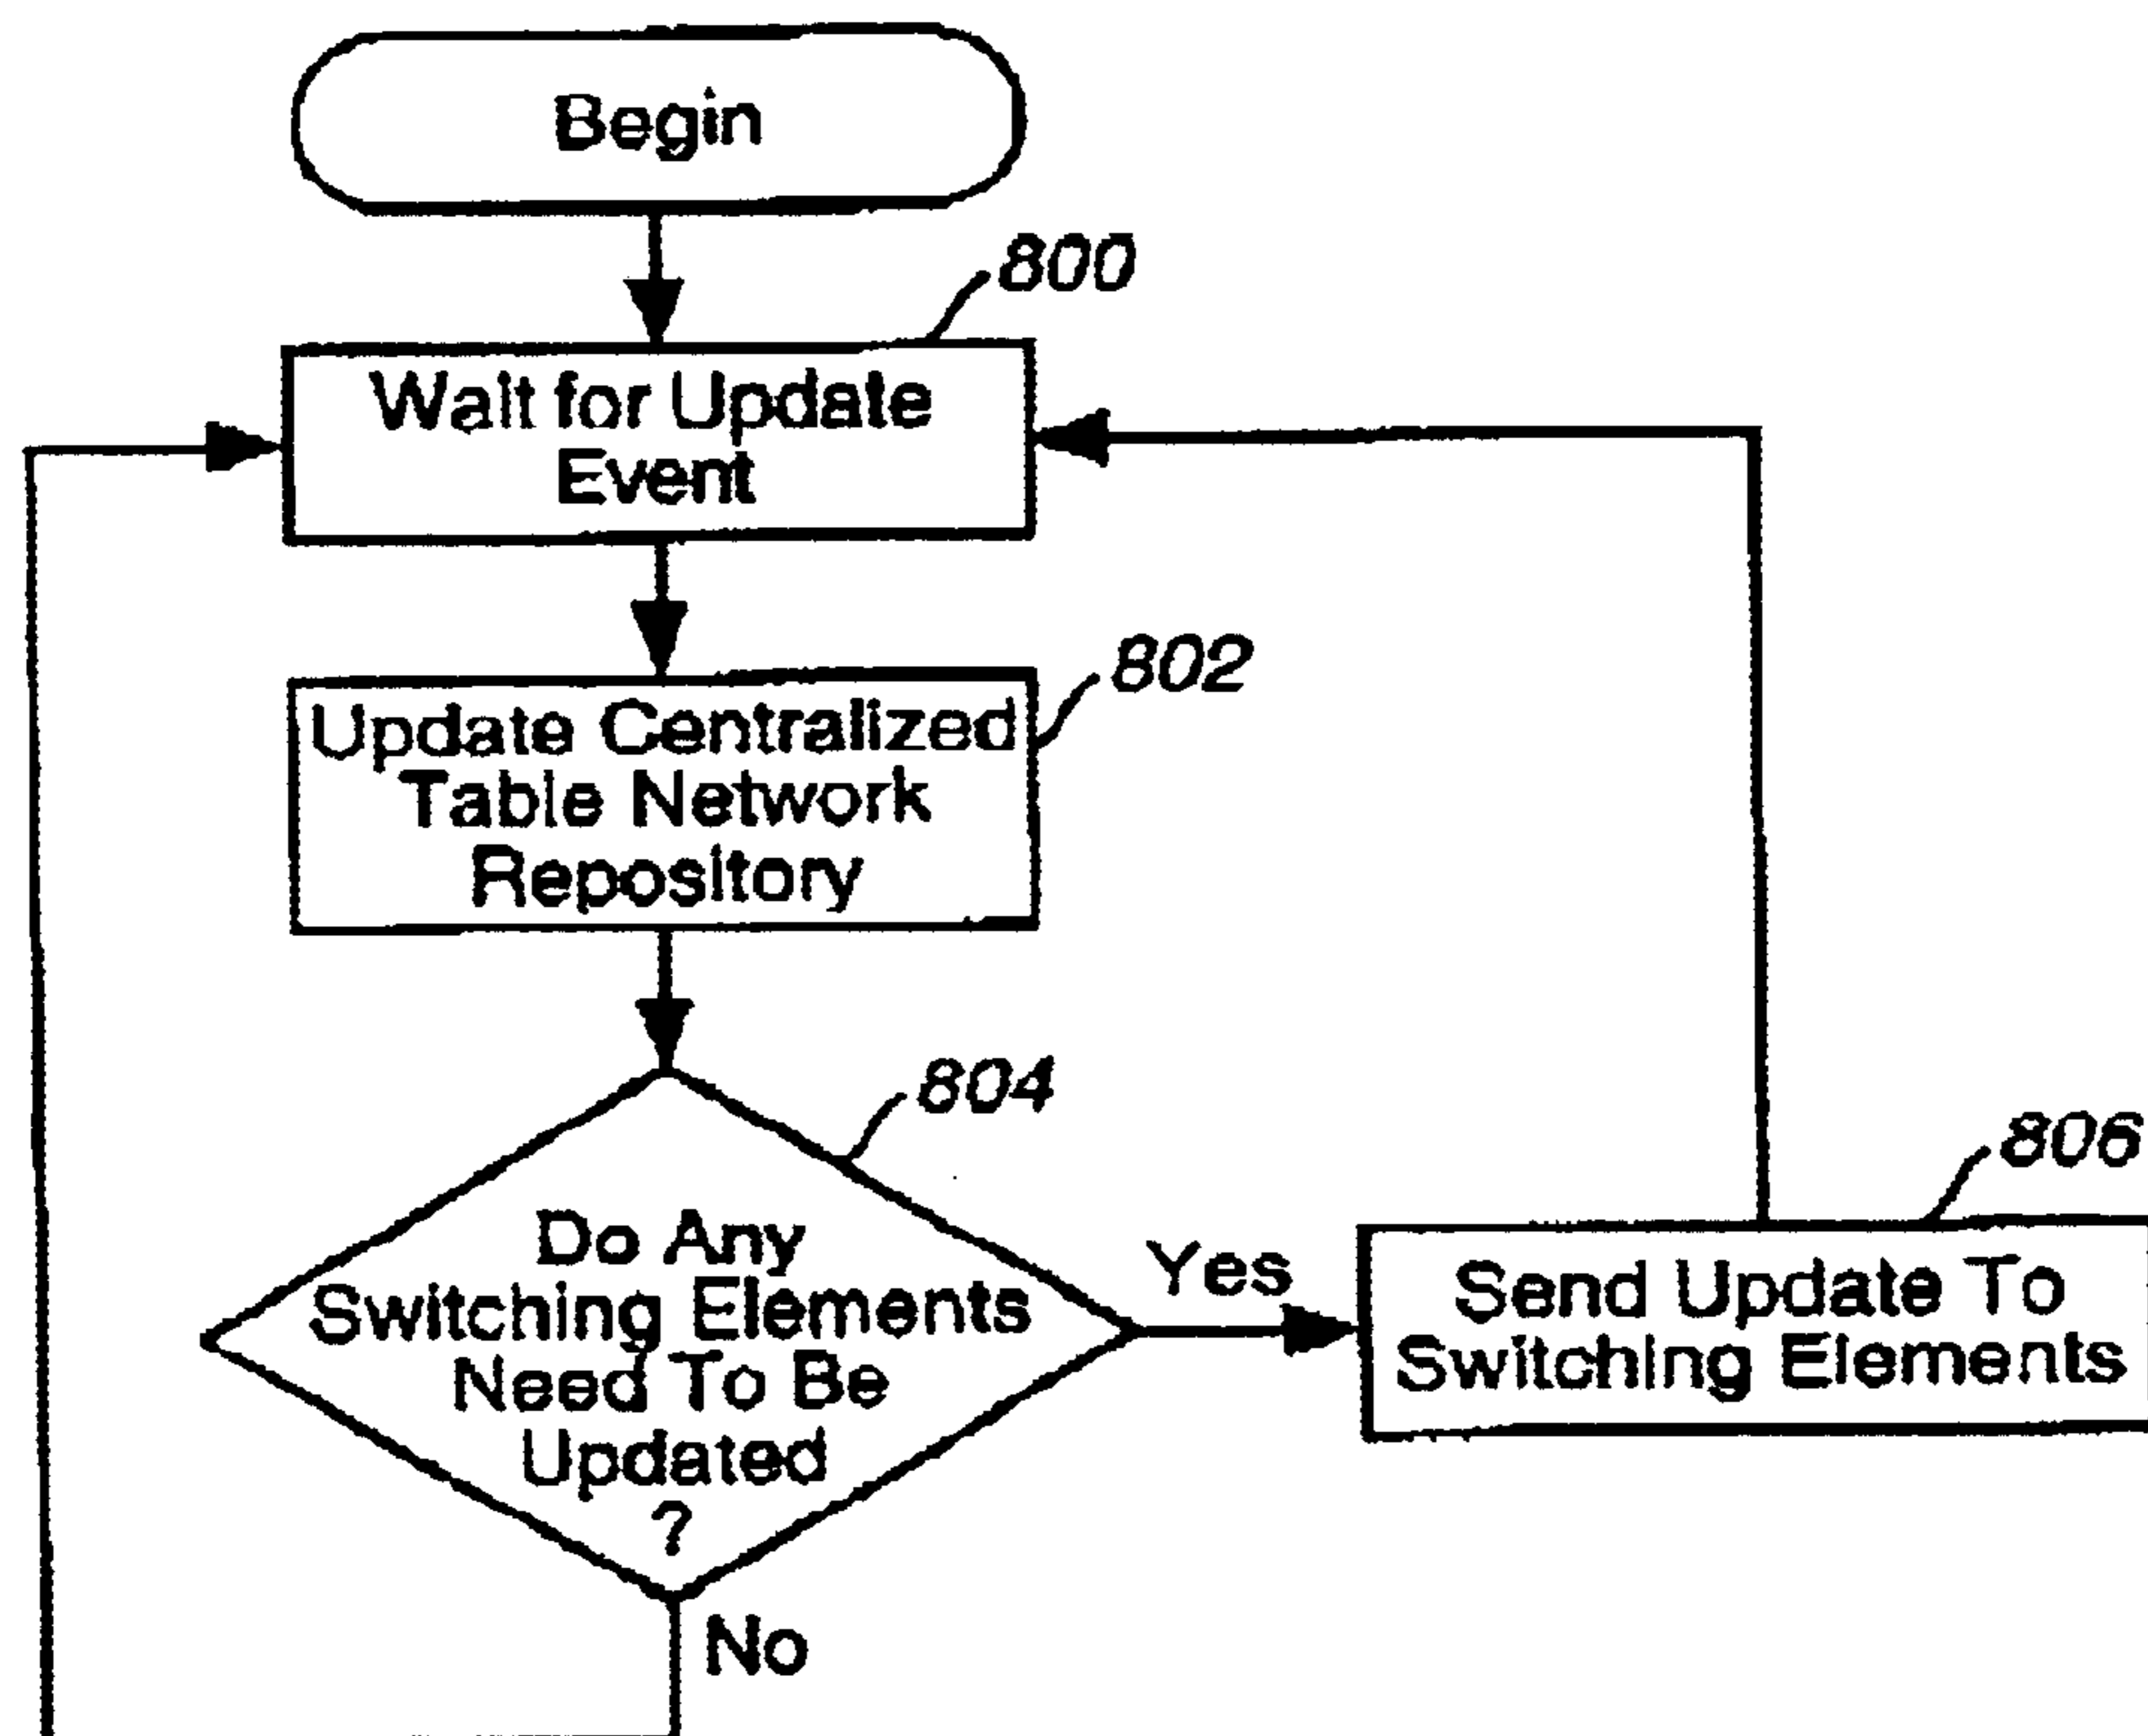 Begin
800
Wait for Update
Event
802
Update Centralized
Table Network
Repository
804
Do Any
Switching Elements
Need To Be
Updated
?
Yes
806
Send Update To
Switching Elements
No